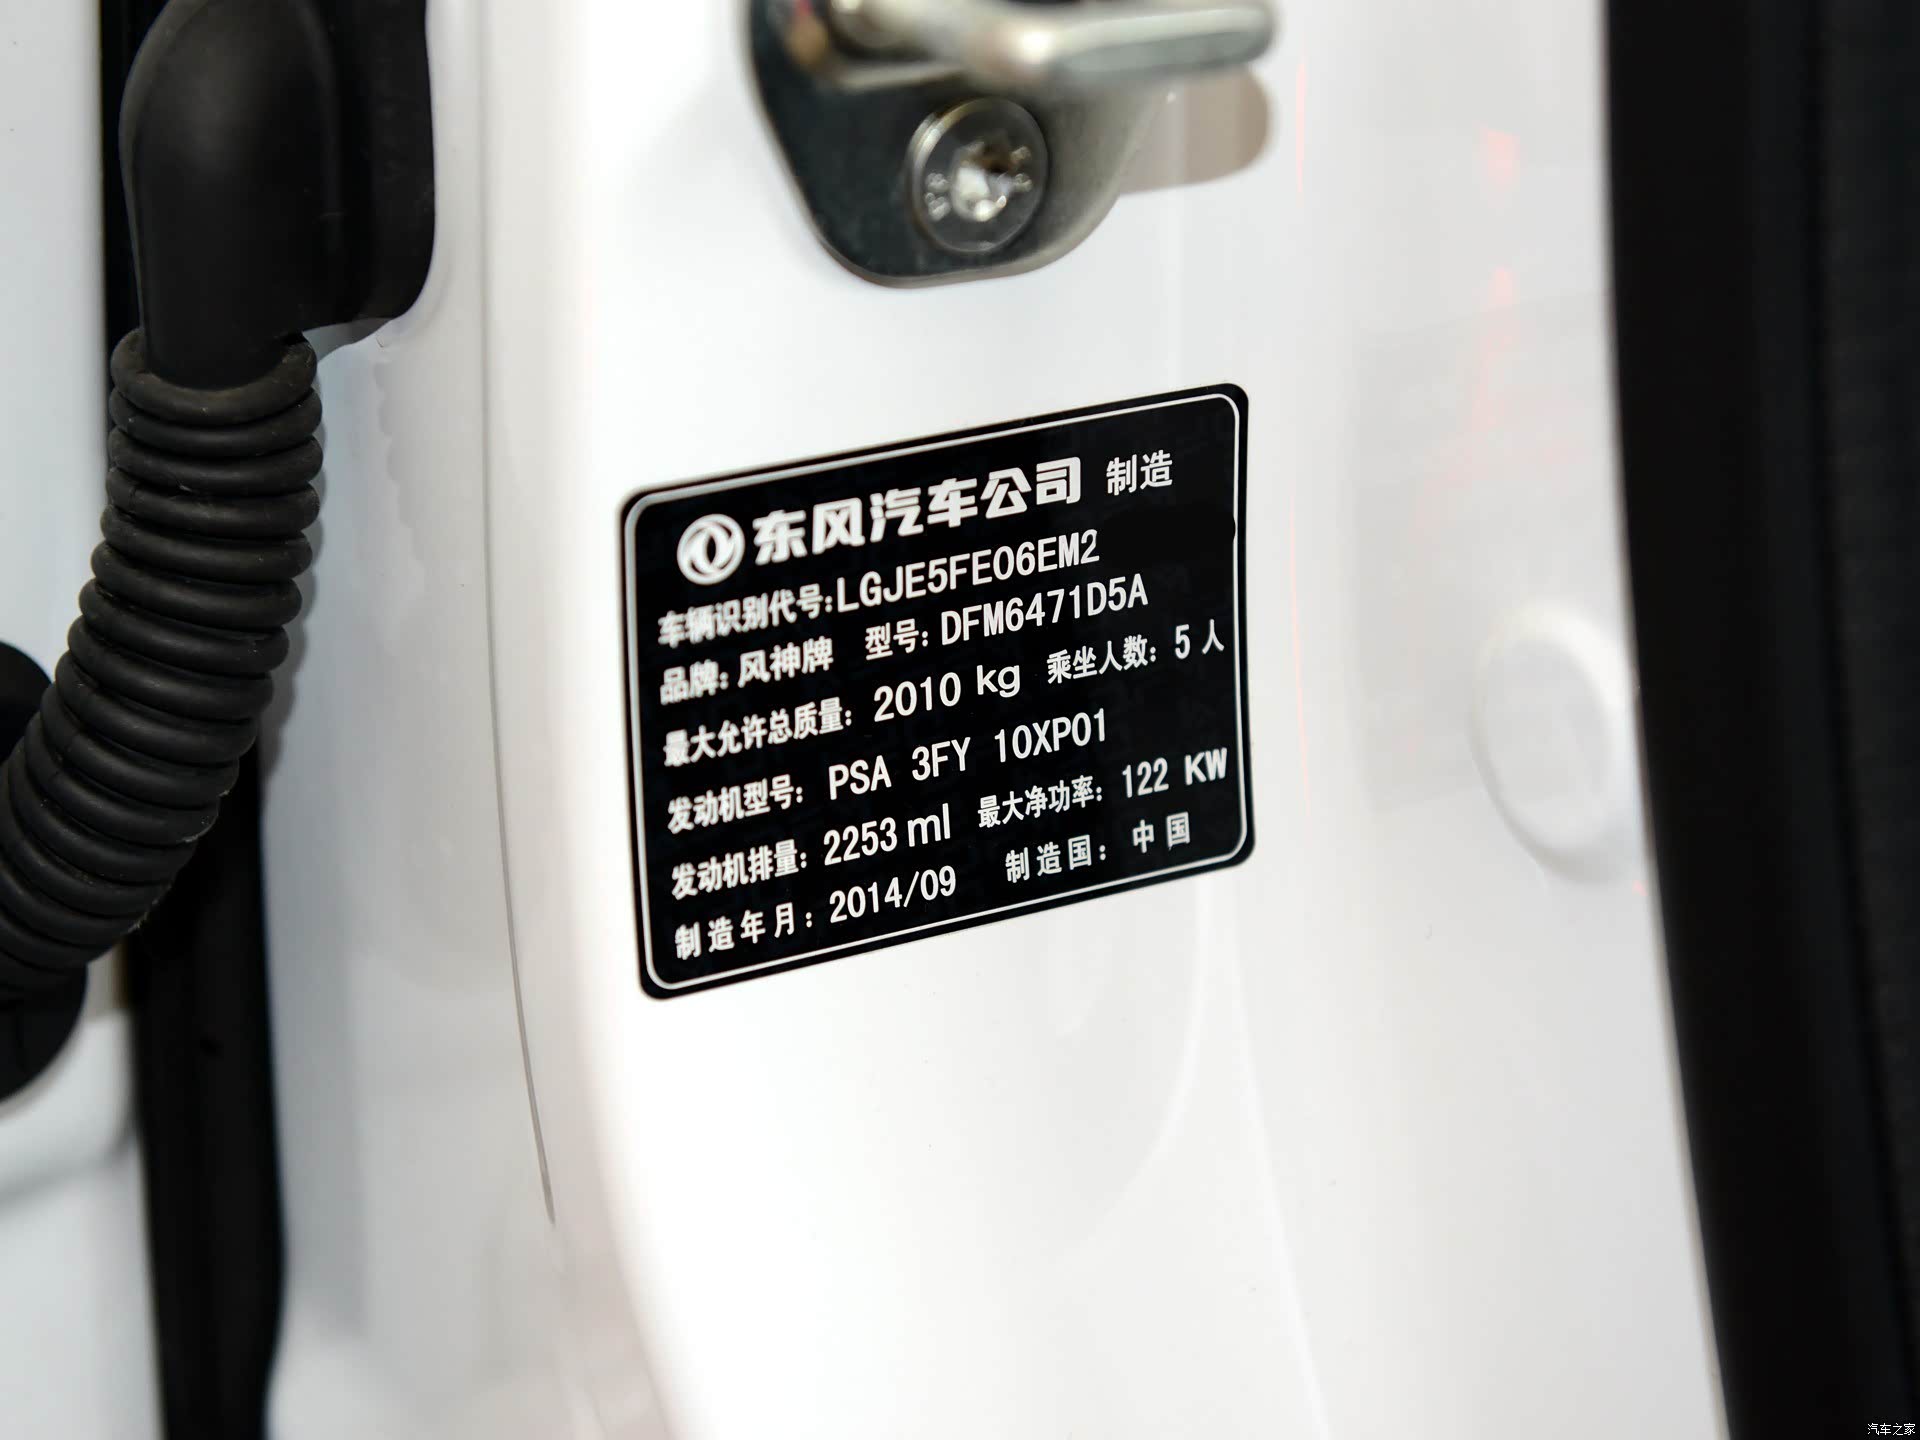 东风汽车公司 制造
车辆识别代号:LGJE5FE06EM2
品牌: 风神牌 型号: DFM6471D5A
最大允许总质量: 2010 kg 乘坐人数: 5 人
发动机型号: PSA 3FY 10XP01
发动机排量: 2253 ml 最大净功率: 122 KW
制造年月: 2014/09 制造国: 中国
汽车之家